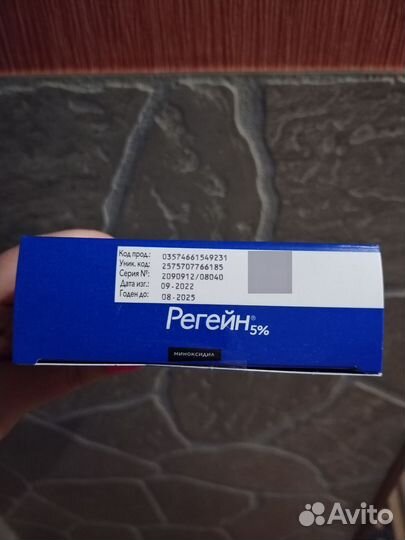 Код прод.: 03574661549231
Уник. код: 2575707766185
Серия №: 2090912/08040
Дата изг.: 09-2022
Годен до: 08-2025
Регейн® 5%
МИНОКСИДИЛ
Avito